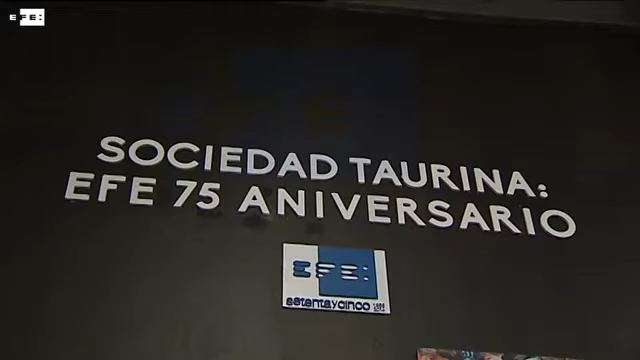 EFE:
SOCIEDAD TAURINA:
EFE 75 ANIVERSARIO
EFE:
setentaycinco